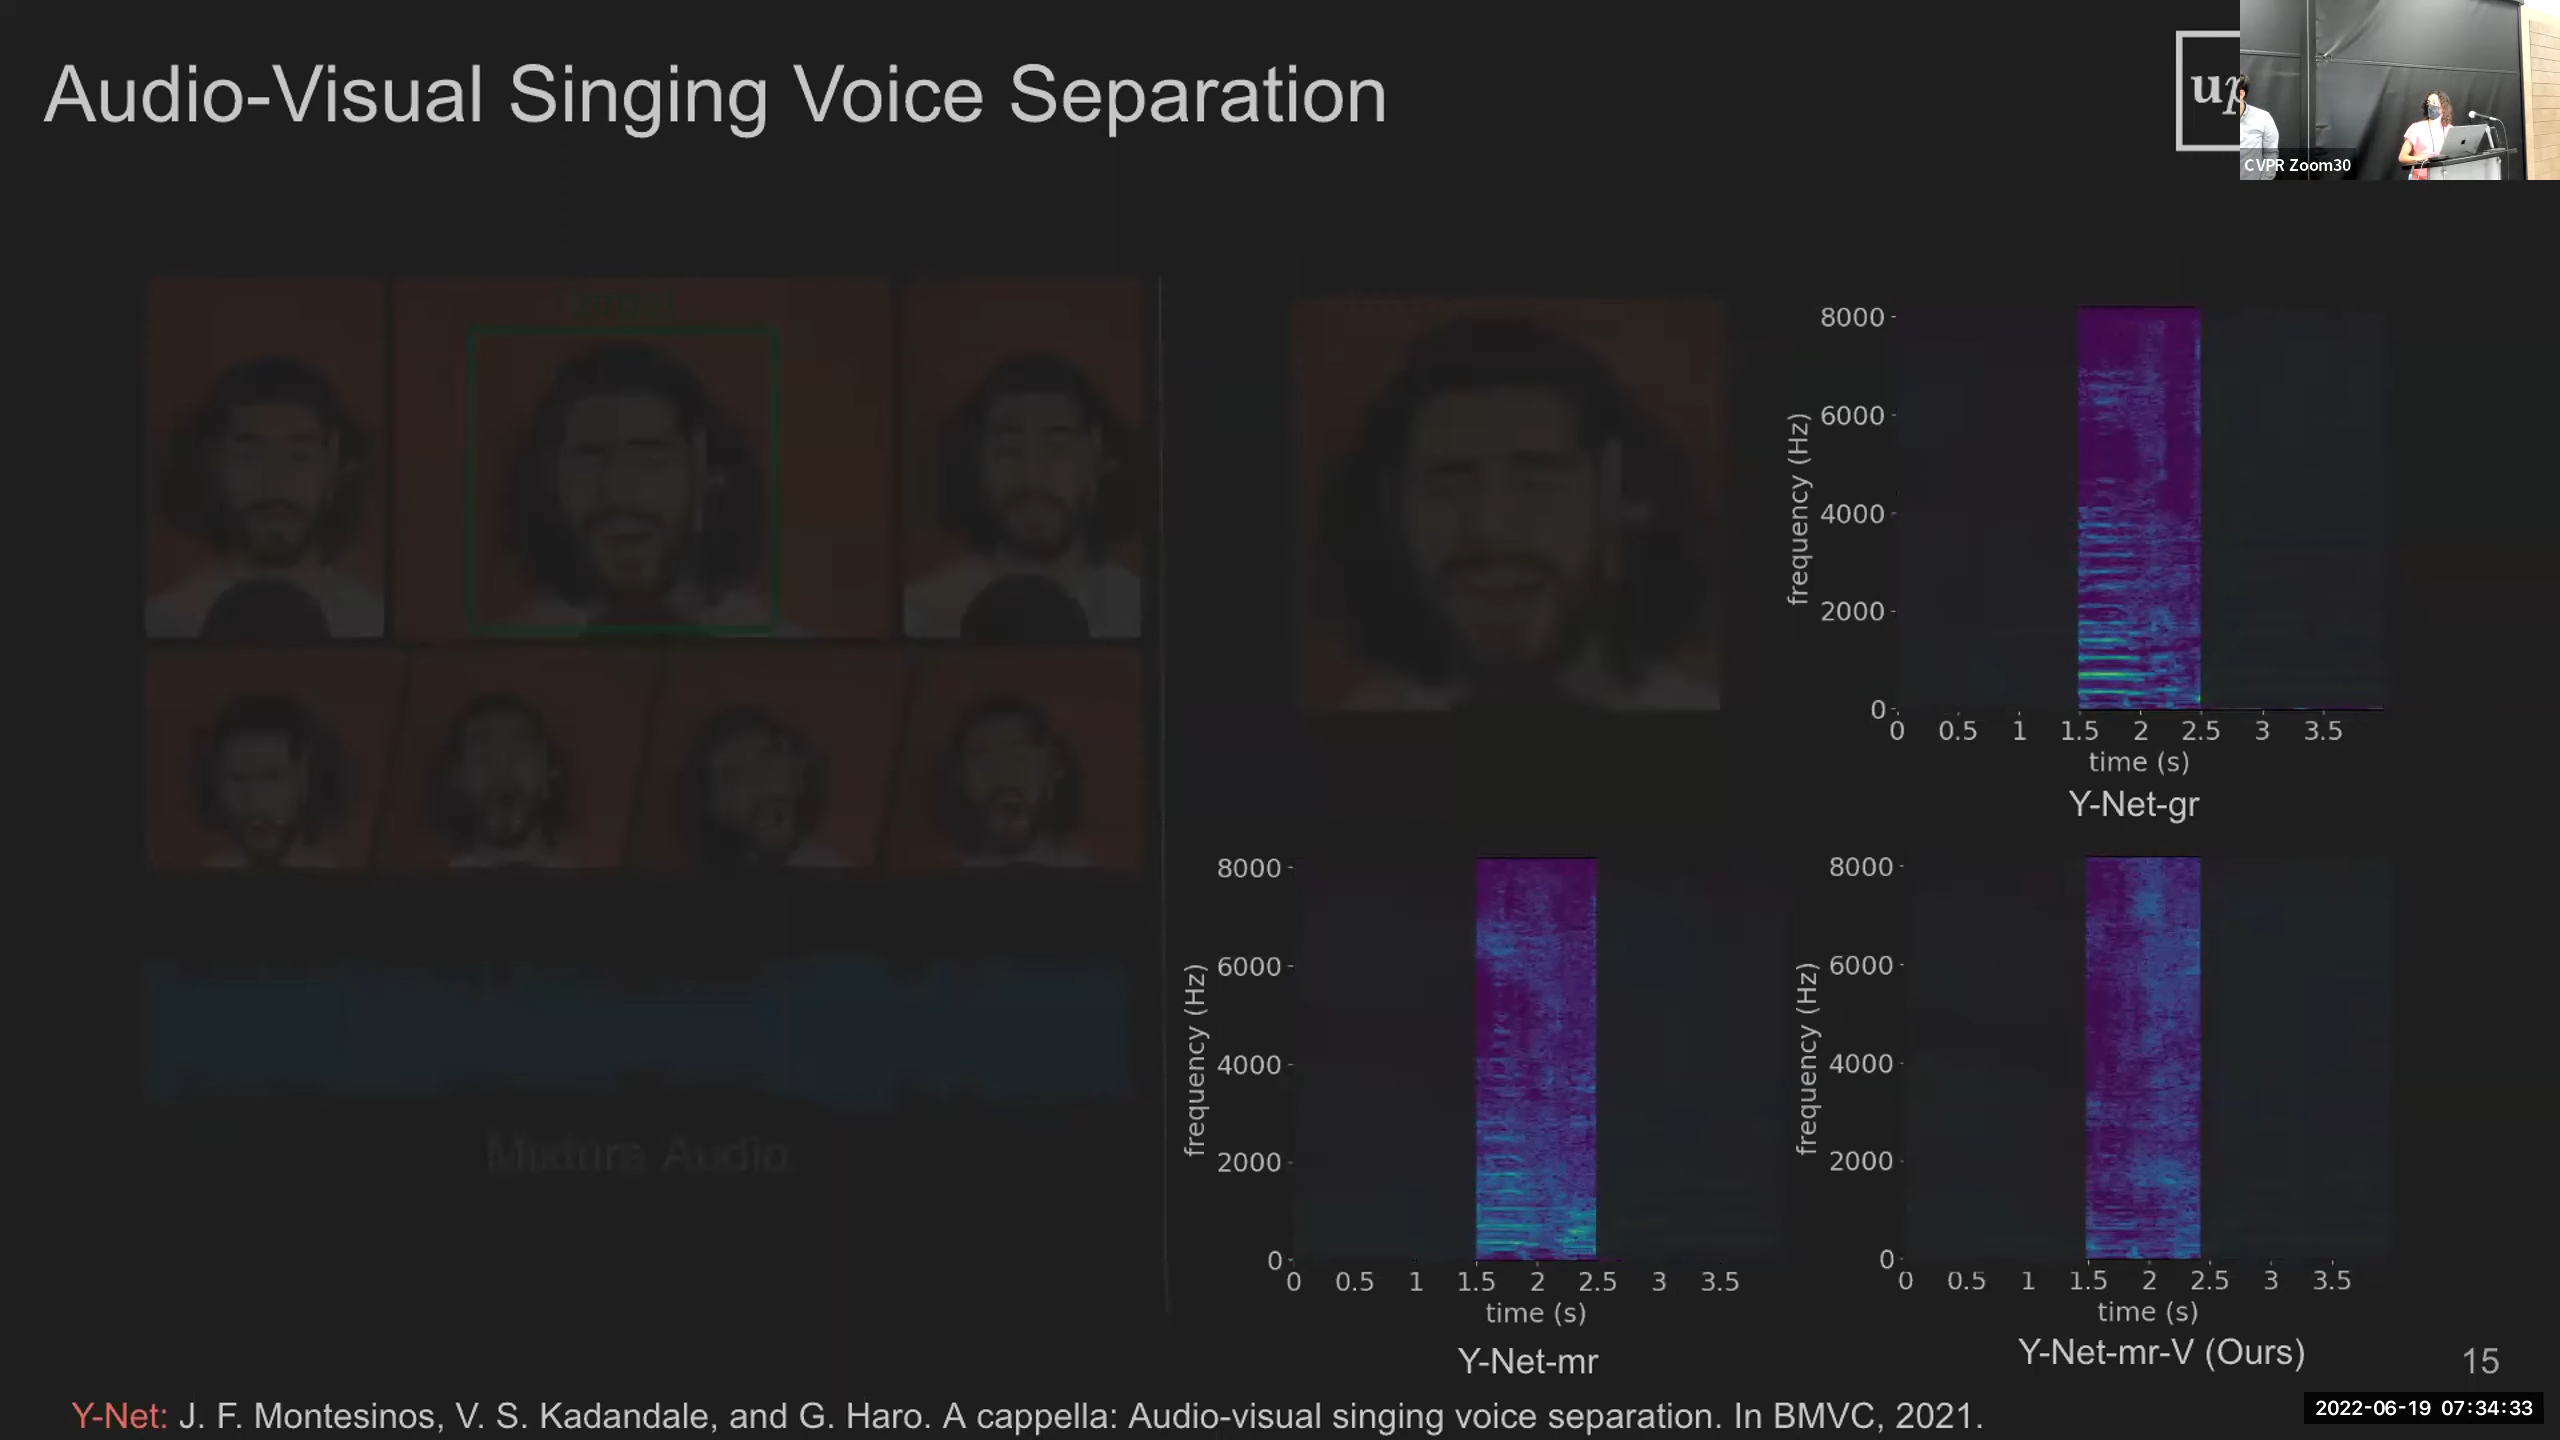 Audio-Visual Singing Voice Separation
up
CVPR Zoom30
8000
6000
4000
2000
0
frequency (Hz)
0 0.5 1 1.5 2 2.5 3 3.5
time (s)
Y-Net-gr
8000
6000
4000
2000
0
frequency (Hz)
0 0.5 1 1.5 2 2.5 3 3.5
time (s)
Y-Net-mr
8000
6000
4000
2000
0
frequency (Hz)
0 0.5 1 1.5 2 2.5 3 3.5
time (s)
Y-Net-mr-V (Ours)
Mixture Audio
15
Y-Net: J. F. Montesinos, V. S. Kadandale, and G. Haro. A cappella: Audio-visual singing voice separation. In BMVC, 2021.
2022-06-19 07:34:33